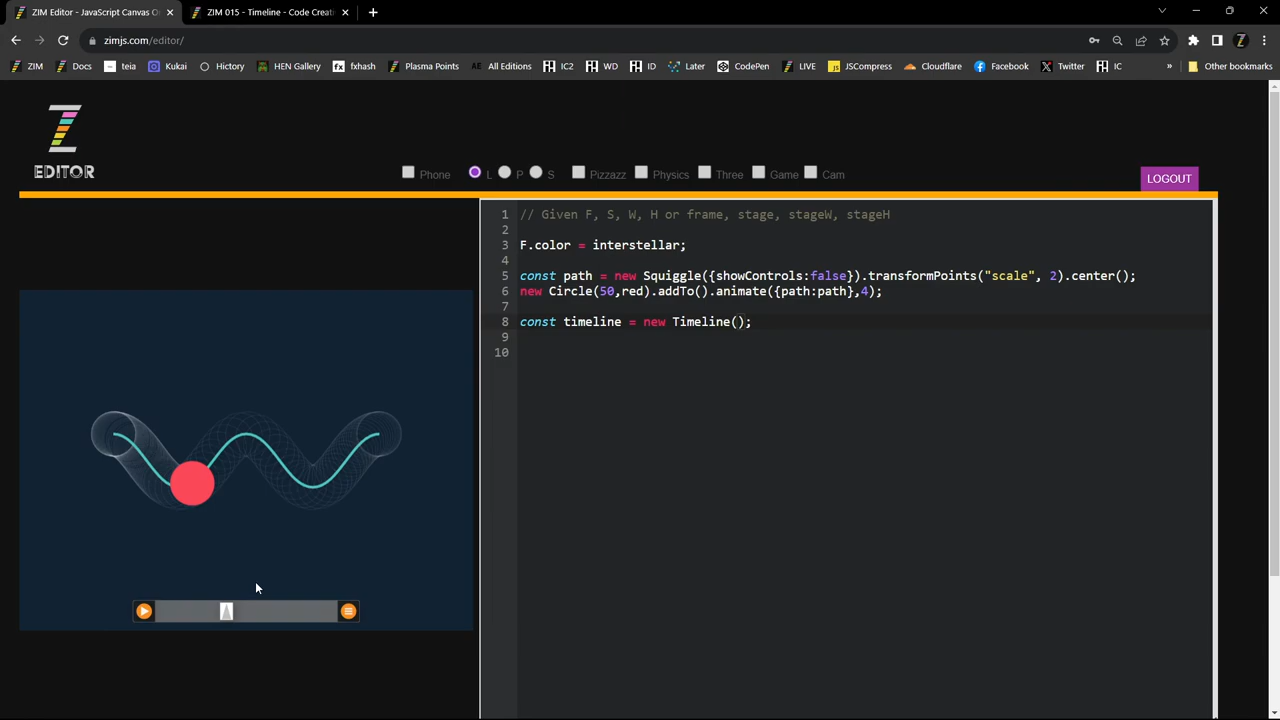 ZIM Editor - JavaScript Canvas O
ZIM 015 - Timeline - Code Creati
zimjs.com/editor/
ZIM
Docs
teia
Kukai
Hictory
HEN Gallery
fx fxhash
Plasma Points
AE All Editions
IC2
WD
ID
Later
CodePen
LIVE
JS JSCompress
Cloudflare
Facebook
Twitter
IC
»
Other bookmarks
EDITOR
Phone L P S Pizzazz Physics Three Game Cam
LOGOUT
1 // Given F, S, W, H or frame, stage, stageW, stageH
2
3 F.color = interstellar;
4
5 const path = new Squiggle({showControls:false}).transformPoints("scale", 2).center();
6 new Circle(50,red).addTo().animate({path:path},4);
7
8 const timeline = new Timeline();
9
10